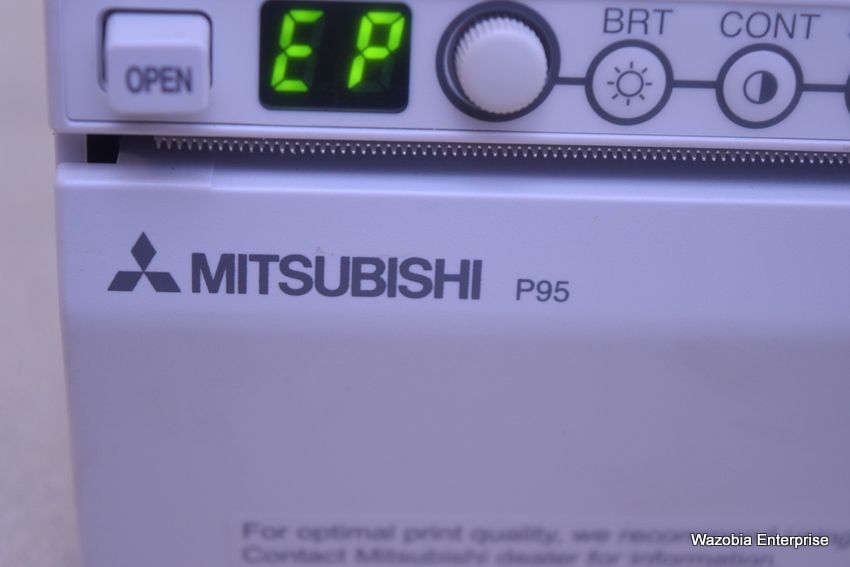 OPEN
EP
BRT
CONT
MITSUBISHI P95
For optimal print quality, we
Contact Mitsubishi dealer for information
Wazobia Enterprise